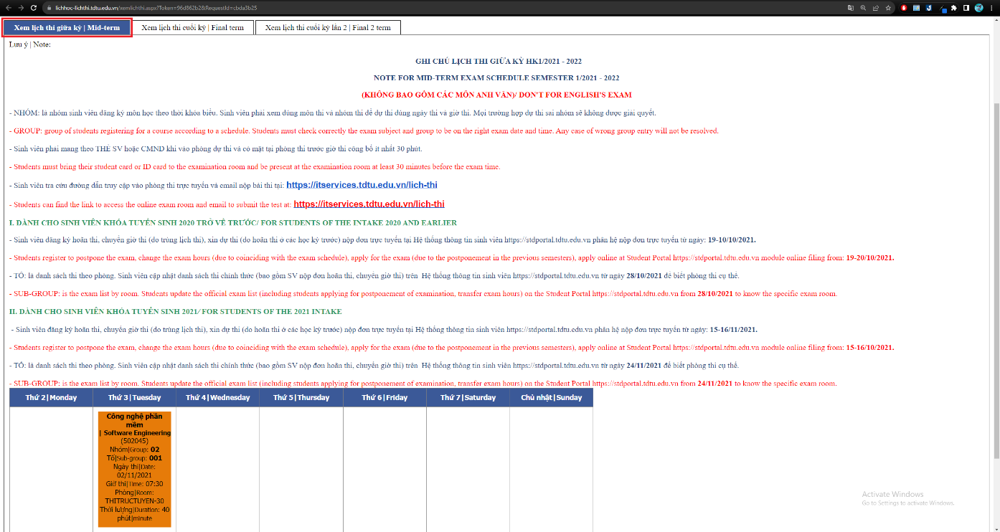 lichhoc-lichthi.tdtu.edu.vn/xemlichthi.aspx?Token=96d862b2&RequestId=cbda3b25
Xem lịch thi giữa kỳ | Mid-term
Xem lịch thi cuối kỳ | Final term
Xem lịch thi cuối kỳ lần 2 | Final 2 term
Lưu ý | Note:
GHI CHÚ LỊCH THI GIỮA KỲ HK1/2021 - 2022
NOTE FOR MID-TERM EXAM SCHEDULE SEMESTER 1/2021 - 2022
(KHÔNG BAO GỒM CÁC MÔN ANH VĂN)/ DON'T FOR ENGLISH'S EXAM
- NHÓM: là nhóm sinh viên đăng ký môn học theo thời khóa biểu. Sinh viên phải xem đúng môn thi và nhóm thi để dự thi đúng ngày thi và giờ thi. Mọi trường hợp dự thi sai nhóm sẽ không được giải quyết.
- GROUP: group of students registering for a course according to a schedule. Students must check correctly the exam subject and group to be on the right exam date and time. Any case of wrong group entry will not be resolved.
- Sinh viên phải mang theo THẺ SV hoặc CMND khi vào phòng dự thi và có mặt tại phòng thi trước giờ thi công bố ít nhất 30 phút.
- Students must bring their student card or ID card to the examination room and be present at the examination room at least 30 minutes before the exam time.
- Sinh viên tra cứu đường dẫn truy cập vào phòng thi trực tuyến và email nộp bài thi tại: https://itservices.tdtu.edu.vn/lich-thi
- Students can find the link to access the online exam room and email to submit the test at: https://itservices.tdtu.edu.vn/lich-thi
I. DÀNH CHO SINH VIÊN KHÓA TUYỂN SINH 2020 TRỞ VỀ TRƯỚC/ FOR STUDENTS OF THE INTAKE 2020 AND EARLIER
- Sinh viên đăng ký hoãn thi, chuyển giờ thi (do trùng lịch thi), xin dự thi (do hoãn thi ở các học kỳ trước) nộp đơn trực tuyến tại Hệ thống thông tin sinh viên https://stdportal.tdtu.edu.vn phân hệ nộp đơn trực tuyến từ ngày: 19-10/10/2021.
- Students register to postpone the exam, change the exam hours (due to coinciding with the exam schedule), apply for the exam (due to the postponement in the previous semesters), apply online at Student Portal https://stdportal.tdtu.edu.vn module online filing from: 19-20/10/2021.
- TỔ: là danh sách thi theo phòng. Sinh viên cập nhật danh sách thi chính thức (bao gồm SV nộp đơn hoãn thi, chuyển giờ thi) trên Hệ thống thông tin sinh viên https://stdportal.tdtu.edu.vn từ ngày 28/10/2021 để biết phòng thi cụ thể.
- SUB-GROUP: is the exam list by room. Students update the official exam list (including students applying for postponement of examination, transfer exam hours) on the Student Portal https://stdportal.tdtu.edu.vn from 28/10/2021 to know the specific exam room.
II. DÀNH CHO SINH VIÊN KHÓA TUYỂN SINH 2021/ FOR STUDENTS OF THE 2021 INTAKE
- Sinh viên đăng ký hoãn thi, chuyển giờ thi (do trùng lịch thi), xin dự thi (do hoãn thi ở các học kỳ trước) nộp đơn trực tuyến tại Hệ thống thông tin sinh viên https://stdportal.tdtu.edu.vn phân hệ nộp đơn trực tuyến từ ngày: 15-16/11/2021.
- Students register to postpone the exam, change the exam hours (due to coinciding with the exam schedule), apply for the exam (due to the postponement in the previous semesters), apply online at Student Portal https://stdportal.tdtu.edu.vn module online filing from: 15-16/10/2021.
- TỔ: là danh sách thi theo phòng. Sinh viên cập nhật danh sách thi chính thức (bao gồm SV nộp đơn hoãn thi, chuyển giờ thi) trên Hệ thống thông tin sinh viên https://stdportal.tdtu.edu.vn từ ngày 24/11/2021 để biết phòng thi cụ thể.
- SUB-GROUP: is the exam list by room. Students update the official exam list (including students applying for postponement of examination, transfer exam hours) on the Student Portal https://stdportal.tdtu.edu.vn from 24/11/2021 to know the specific exam room.
Thứ 2|Monday Thứ 3|Tuesday Thứ 4|Wednesday Thứ 5|Thursday Thứ 6|Friday Thứ 7|Saturday Chủ nhật|Sunday
Công nghệ phần
mềm
| Software Engineering
(502045)
Nhóm|Group: 02
Tổ|Sub-group: 001
Ngày thi|Date:
02/11/2021
Giờ thi|Time: 07:30
Phòng|Room:
THITRUCTUYEN-30
Thời lượng|Duration: 40
phút|minute
Activate Windows
Go to Settings to activate Windows.